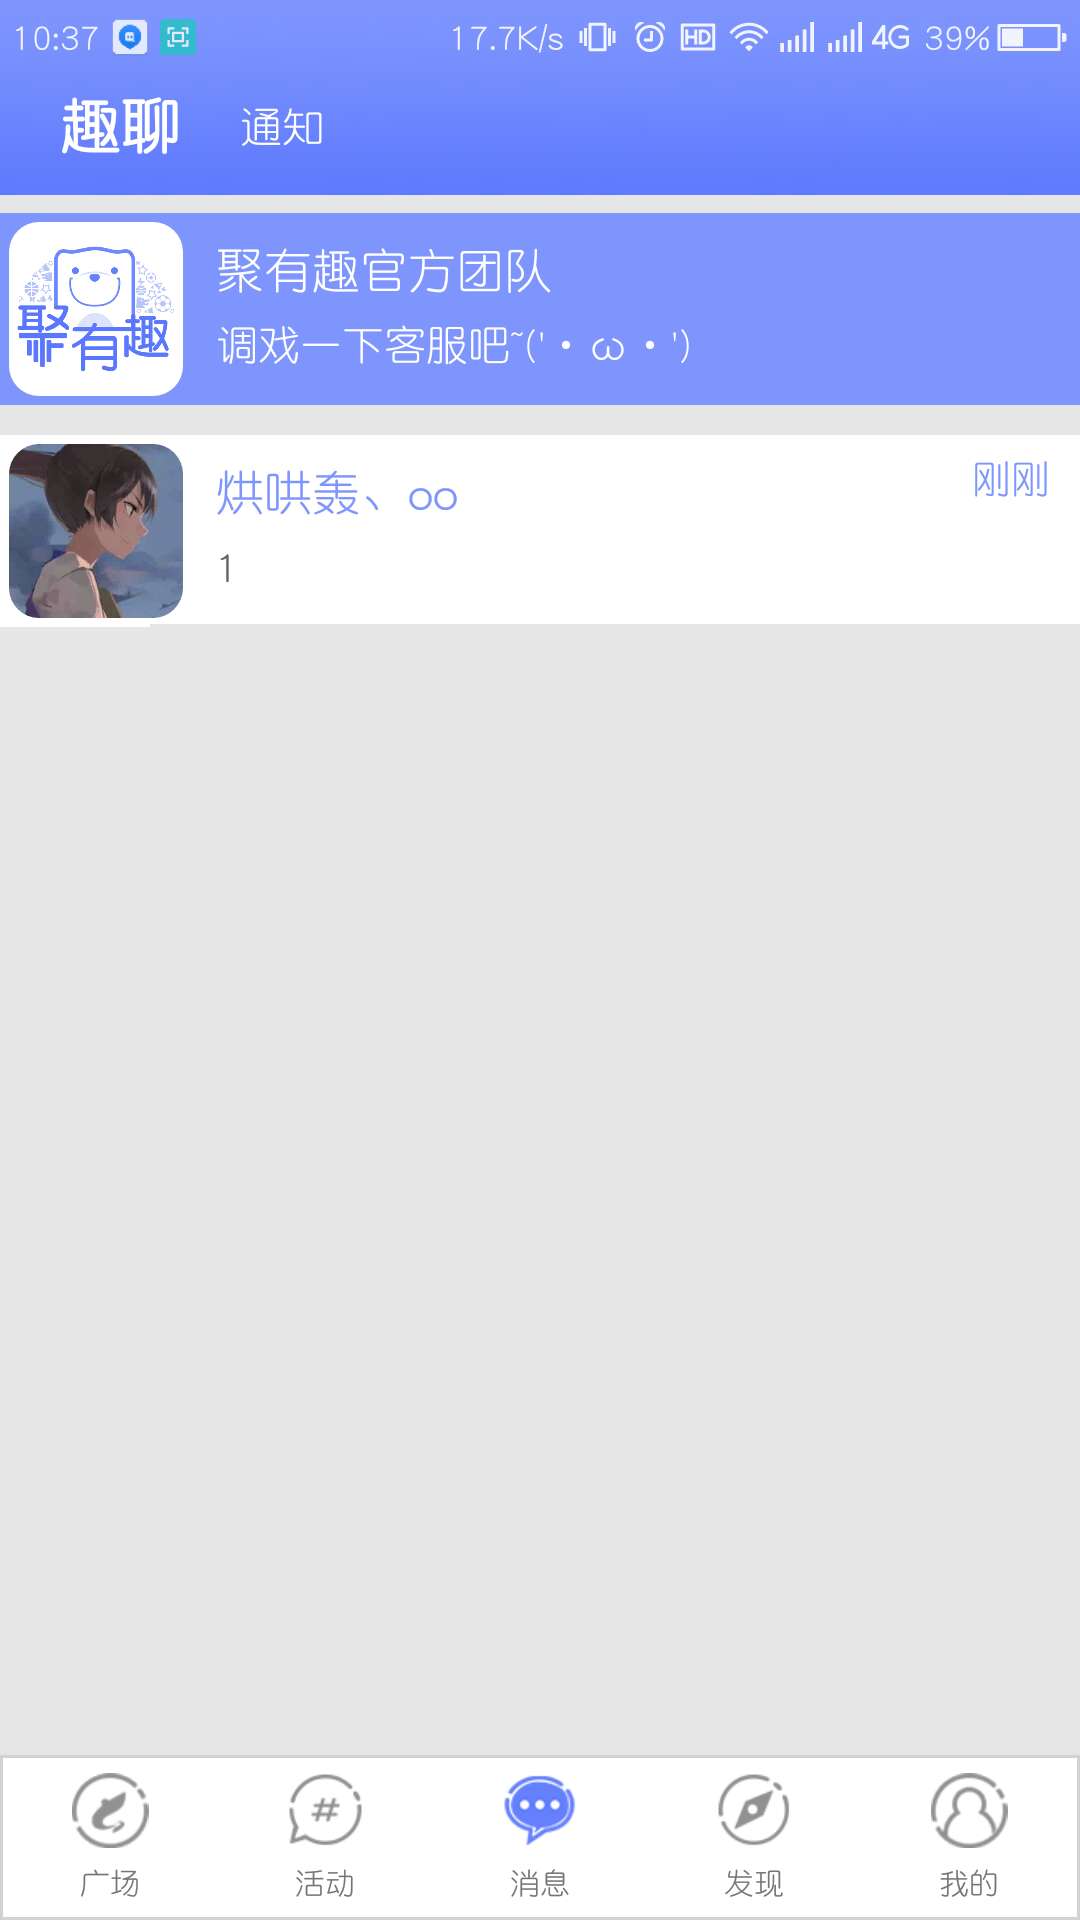 10:37 17.7K/s HD 4G 39%
趣聊 通知
聚有趣
聚有趣官方团队
调戏一下客服吧~('・ω・')
烘哄轰、oo 刚刚
1
广场 活动 消息 发现 我的